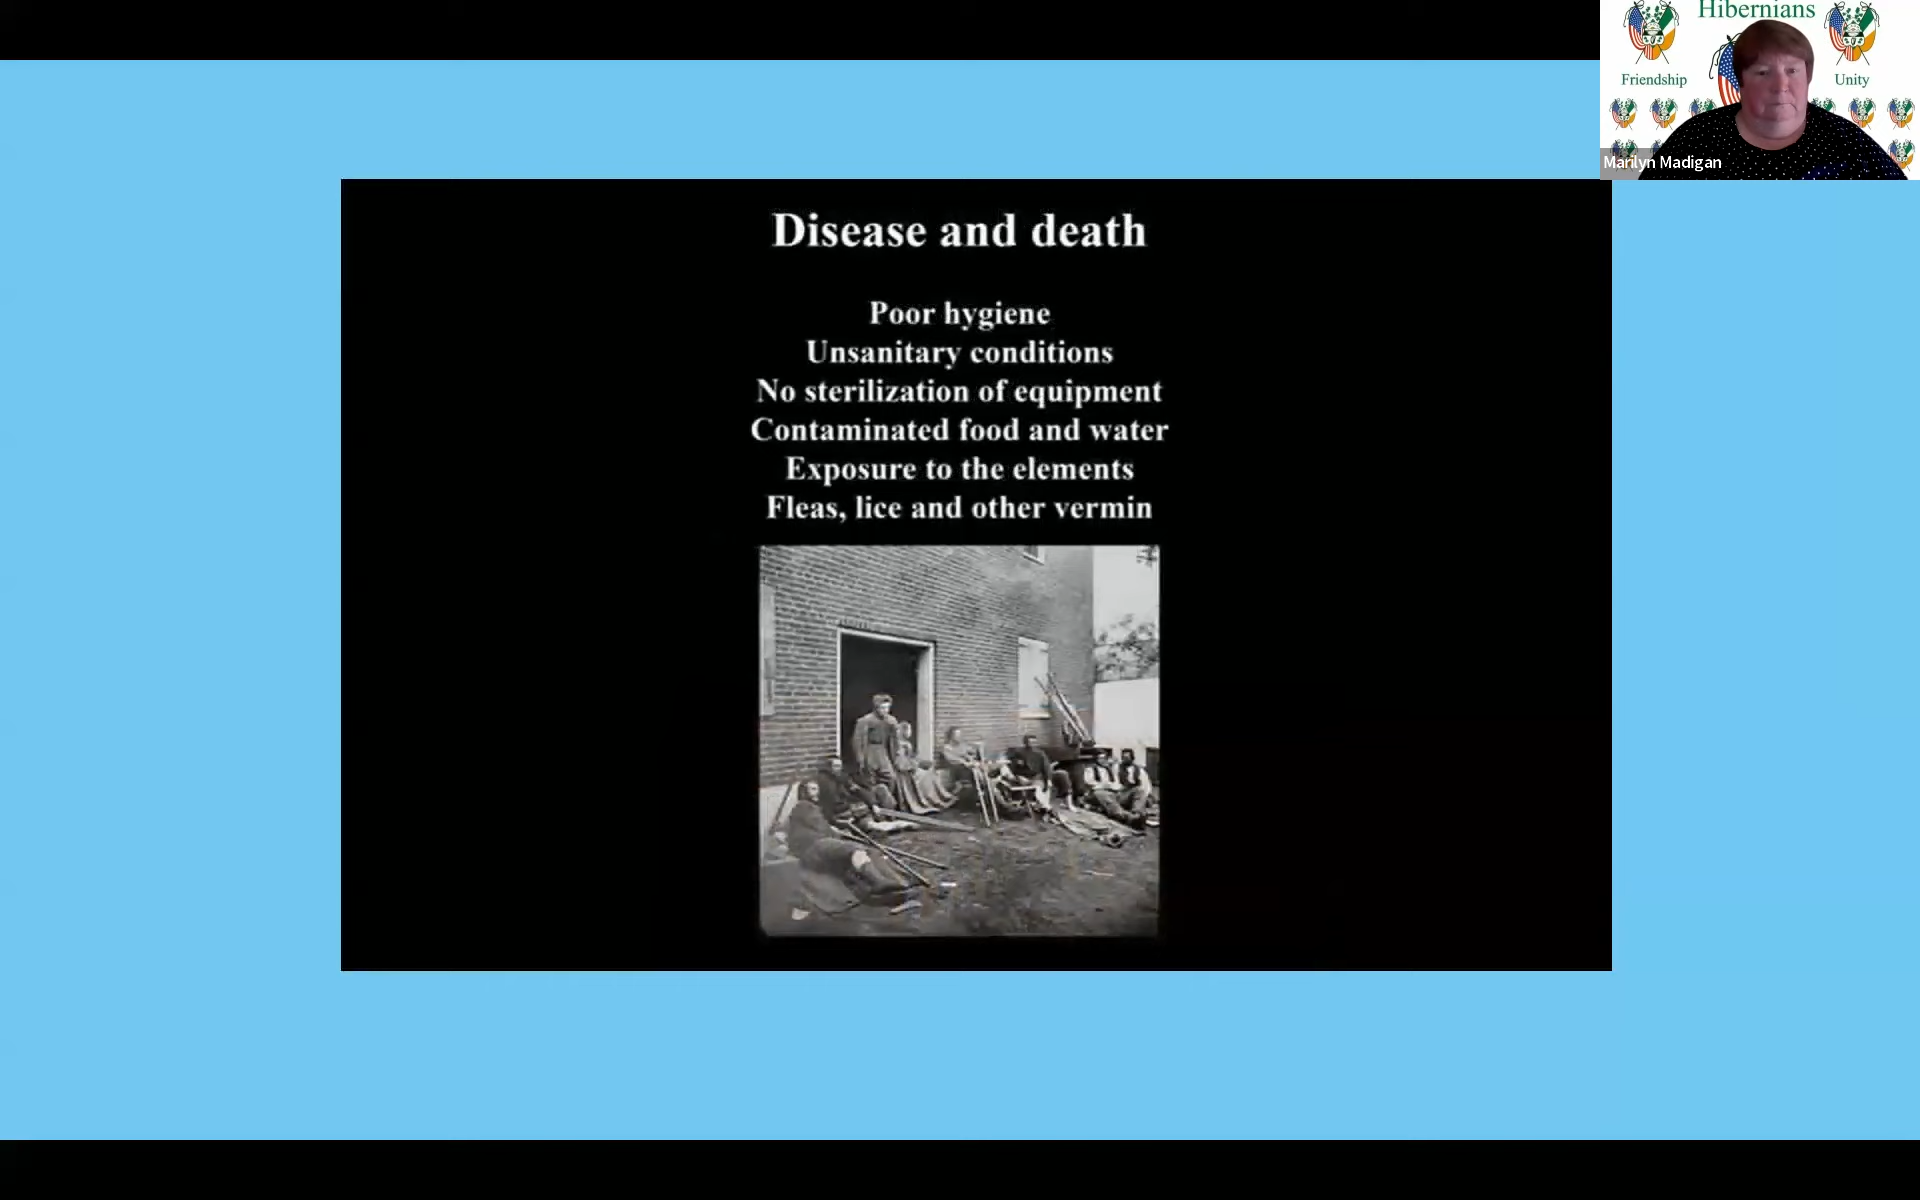 Hibernians
Friendship
Unity
Marilyn Madigan
Disease and death
Poor hygiene
Unsanitary conditions
No sterilization of equipment
Contaminated food and water
Exposure to the elements
Fleas, lice and other vermin